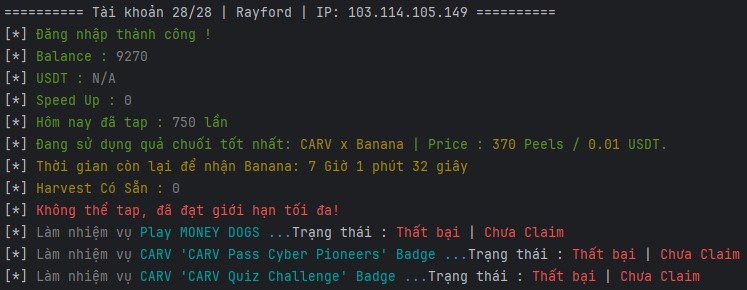 ========== Tài khoản 28/28 | Rayford | IP: 103.114.105.149 ==========
[*] Đăng nhập thành công !
[*] Balance : 9270
[*] USDT : N/A
[*] Speed Up : 0
[*] Hôm nay đã tap : 750 lần
[*] Đang sử dụng quả chuối tốt nhất: CARV x Banana | Price : 370 Peels / 0.01 USDT.
[*] Thời gian còn lại để nhận Banana: 7 Giờ 1 phút 32 giây
[*] Harvest Có Sẵn : 0
[*] Không thể tap, đã đạt giới hạn tối đa!
[*] Làm nhiệm vụ Play MONEY DOGS ...Trạng thái : Thất bại | Chưa Claim
[*] Làm nhiệm vụ CARV 'CARV Pass Cyber Pioneers' Badge ...Trạng thái : Thất bại | Chưa Claim
[*] Làm nhiệm vụ CARV 'CARV Quiz Challenge' Badge ...Trạng thái : Thất bại | Chưa Claim